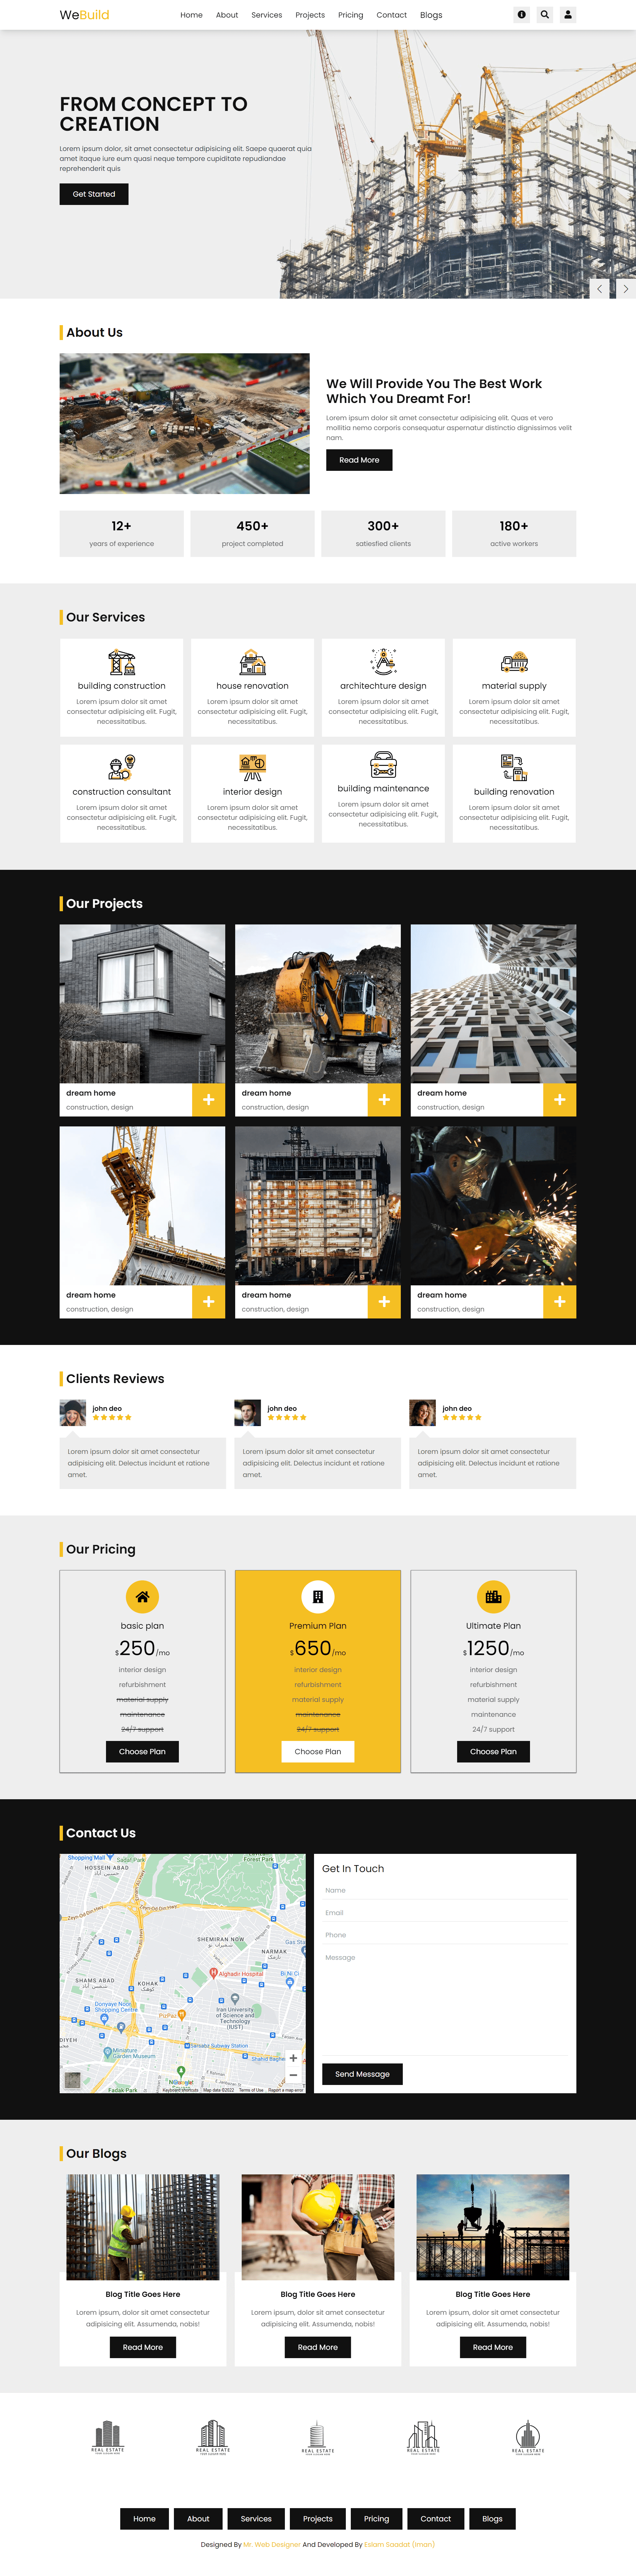 WeBuild
Home About Services Projects Pricing Contact Blogs
FROM CONCEPT TO
CREATION
Lorem ipsum dolor, sit amet consectetur adipisicing elit. Saepe quaerat quia
amet itaque iure eum quasi neque tempore cupiditate repudiandae
reprehenderit quis
Get Started
About Us
We Will Provide You The Best Work
Which You Dreamt For!
Lorem ipsum dolor sit amet consectetur adipisicing elit. Quas et vero
mollitia nemo corporis consequatur aspernatur distinctio dignissimos velit
nam.
Read More
12+
years of experience
450+
project completed
300+
satiesfied clients
180+
active workers
Our Services
building construction
Lorem ipsum dolor sit amet
consectetur adipisicing elit. Fugit,
necessitatibus.
house renovation
Lorem ipsum dolor sit amet
consectetur adipisicing elit. Fugit,
necessitatibus.
architechture design
Lorem ipsum dolor sit amet
consectetur adipisicing elit. Fugit,
necessitatibus.
material supply
Lorem ipsum dolor sit amet
consectetur adipisicing elit. Fugit,
necessitatibus.
construction consultant
Lorem ipsum dolor sit amet
consectetur adipisicing elit. Fugit,
necessitatibus.
interior design
Lorem ipsum dolor sit amet
consectetur adipisicing elit. Fugit,
necessitatibus.
building maintenance
Lorem ipsum dolor sit amet
consectetur adipisicing elit. Fugit,
necessitatibus.
building renovation
Lorem ipsum dolor sit amet
consectetur adipisicing elit. Fugit,
necessitatibus.
Our Projects
dream home
construction, design
dream home
construction, design
dream home
construction, design
dream home
construction, design
dream home
construction, design
dream home
construction, design
Clients Reviews
john deo
Lorem ipsum dolor sit amet consectetur
adipisicing elit. Delectus incidunt et ratione
amet.
john deo
Lorem ipsum dolor sit amet consectetur
adipisicing elit. Delectus incidunt et ratione
amet.
john deo
Lorem ipsum dolor sit amet consectetur
adipisicing elit. Delectus incidunt et ratione
amet.
Our Pricing
basic plan
$250/mo
interior design
refurbishment
material supply
maintenance
24/7 support
Choose Plan
Premium Plan
$650/mo
interior design
refurbishment
material supply
maintenance
24/7 support
Choose Plan
Ultimate Plan
$1250/mo
interior design
refurbishment
material supply
maintenance
24/7 support
Choose Plan
Contact Us
Shopping Mall
Forest Park
HOSSEIN ABAD
SHEMIRAN NOW
NARMAK
Alghadir Hospital
SHAMS ABAD
KOHAK
Donyaye Noor
Shopping Centre
PizPaz
Iran University
of Science and
Technology
(IUST)
Miniature
Garden Museum
Sarsabz Subway Station
Fadak Park
Google
Keyboard shortcuts Map data ©2022 Terms of Use Report a map error
Get In Touch
Name
Email
Phone
Message
Send Message
Our Blogs
Blog Title Goes Here
Lorem ipsum, dolor sit amet consectetur
adipisicing elit. Assumenda, nobis!
Read More
Blog Title Goes Here
Lorem ipsum, dolor sit amet consectetur
adipisicing elit. Assumenda, nobis!
Read More
Blog Title Goes Here
Lorem ipsum, dolor sit amet consectetur
adipisicing elit. Assumenda, nobis!
Read More
REAL ESTATE
REAL ESTATE
REAL ESTATE
REAL ESTATE
REAL ESTATE
Home About Services Projects Pricing Contact Blogs
Designed By Mr. Web Designer And Developed By Eslam Saadat (iman)